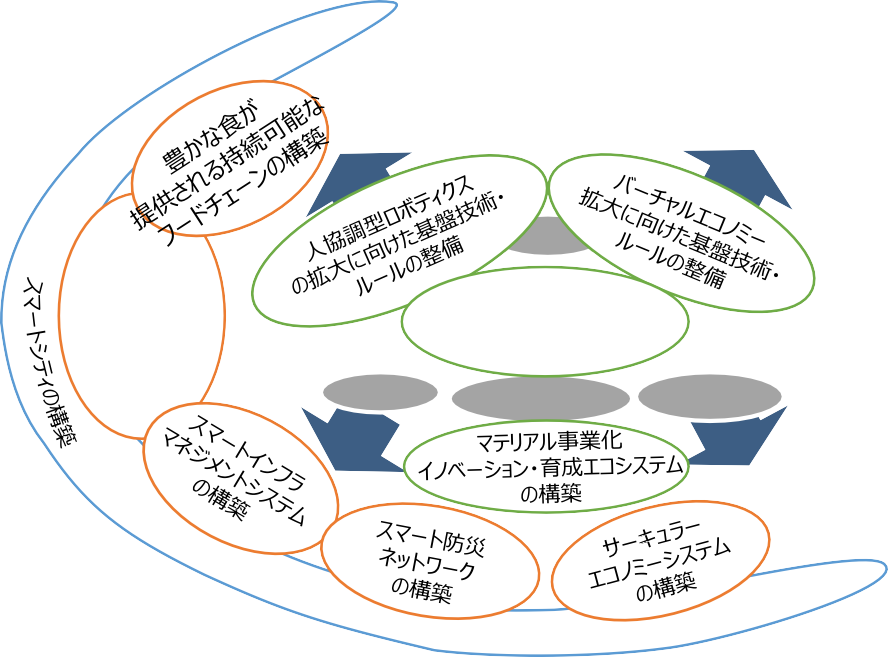 豊かな食が
提供される持続可能な
フードチェーンの構築
人協調型ロボティクス
の拡大に向けた基盤技術・
ルールの整備
バーチャルエコノミー
拡大に向けた基盤技術・
ルールの整備
スマートシティの構築
スマートインフラ
マネジメントシステム
の構築
マテリアル事業化
イノベーション・育成エコシステム
の構築
スマート防災
ネットワーク
の構築
サーキュラー
エコノミーシステム
の構築